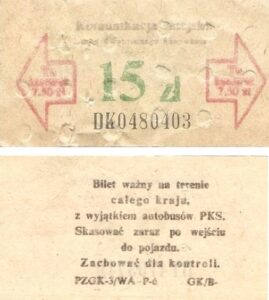 Komunikacja Miejska
15 zł
7.50 zł
7.50 zł
DK0480403
Bilet ważny na terenie
całego kraju,
z wyjątkiem autobusów PKS.
Skasować zaraz po wejściu
do pojazdu.
Zachować dla kontroli.
PZGK-3/WA-P-6 GK/B-